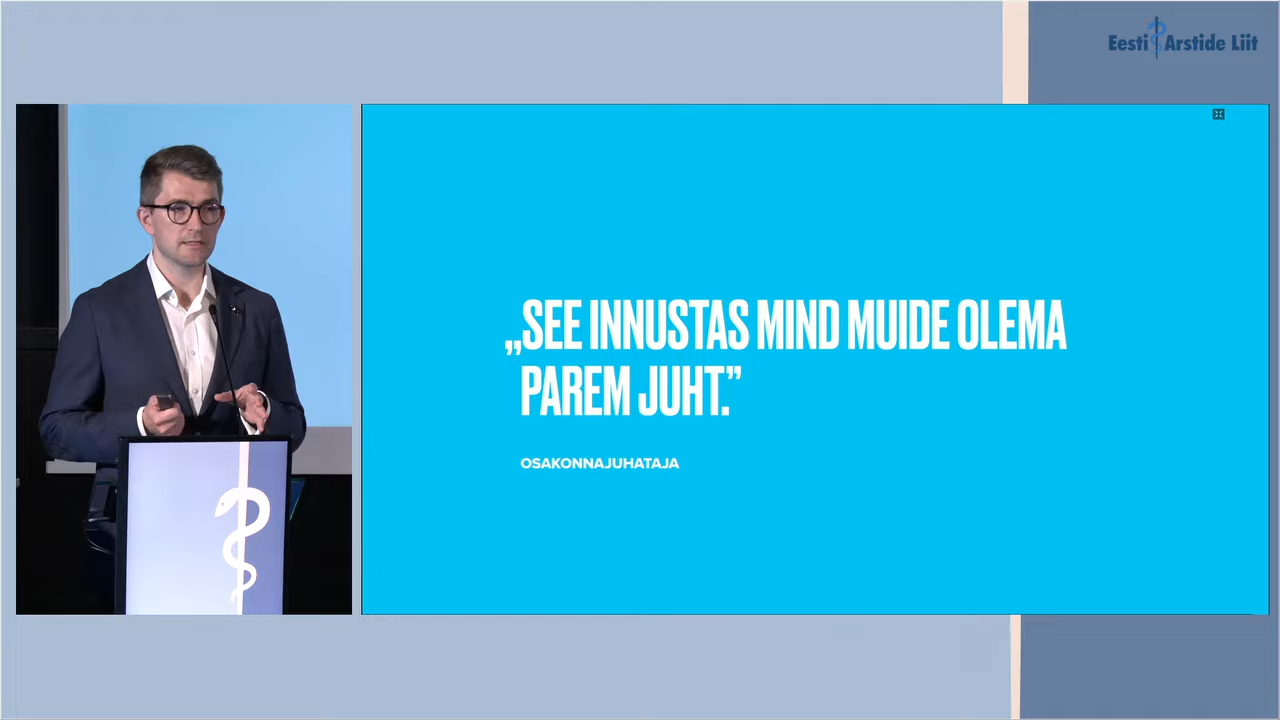 Eesti Arstide Liit
„SEE INNUSTAS MIND MUIDE OLEMA
PAREM JUHT.”
OSAKONNAJUHATAJA